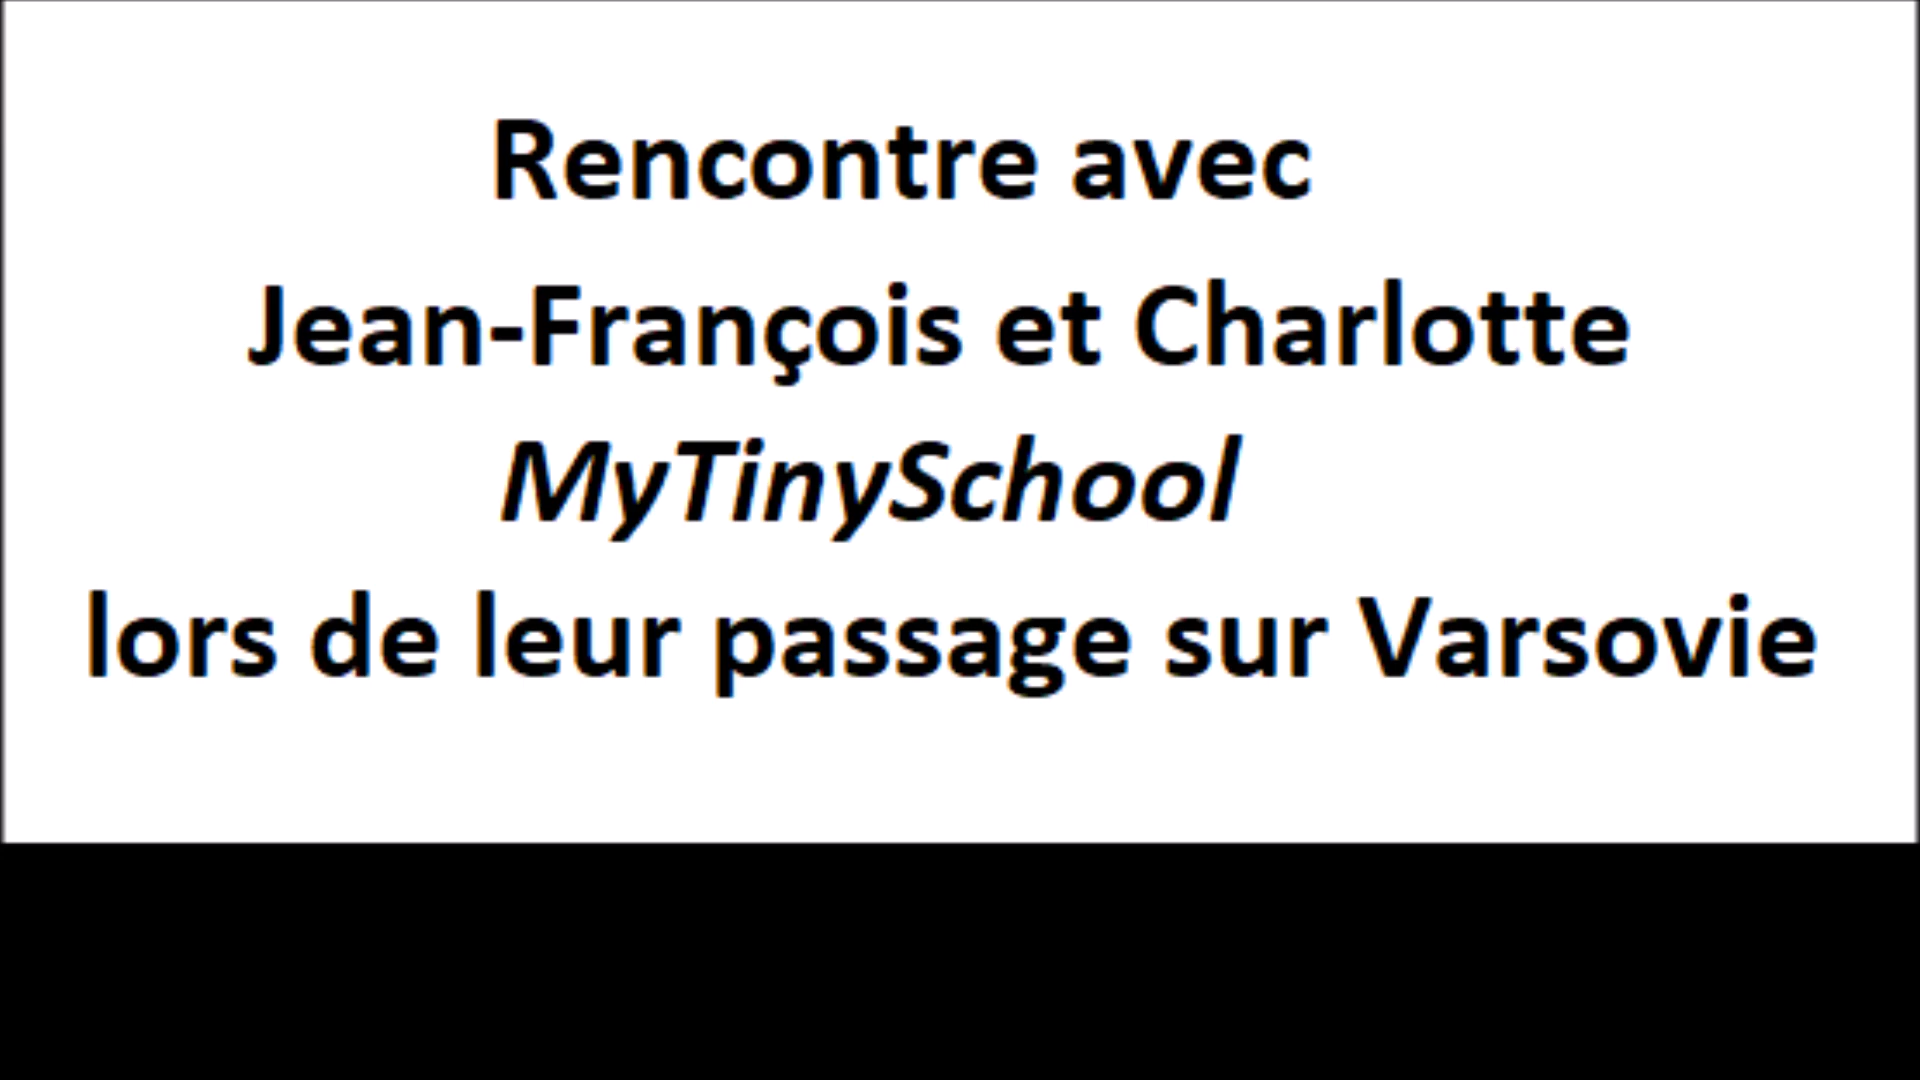 Rencontre avec
Jean-François et Charlotte
MyTinySchool
lors de leur passage sur Varsovie